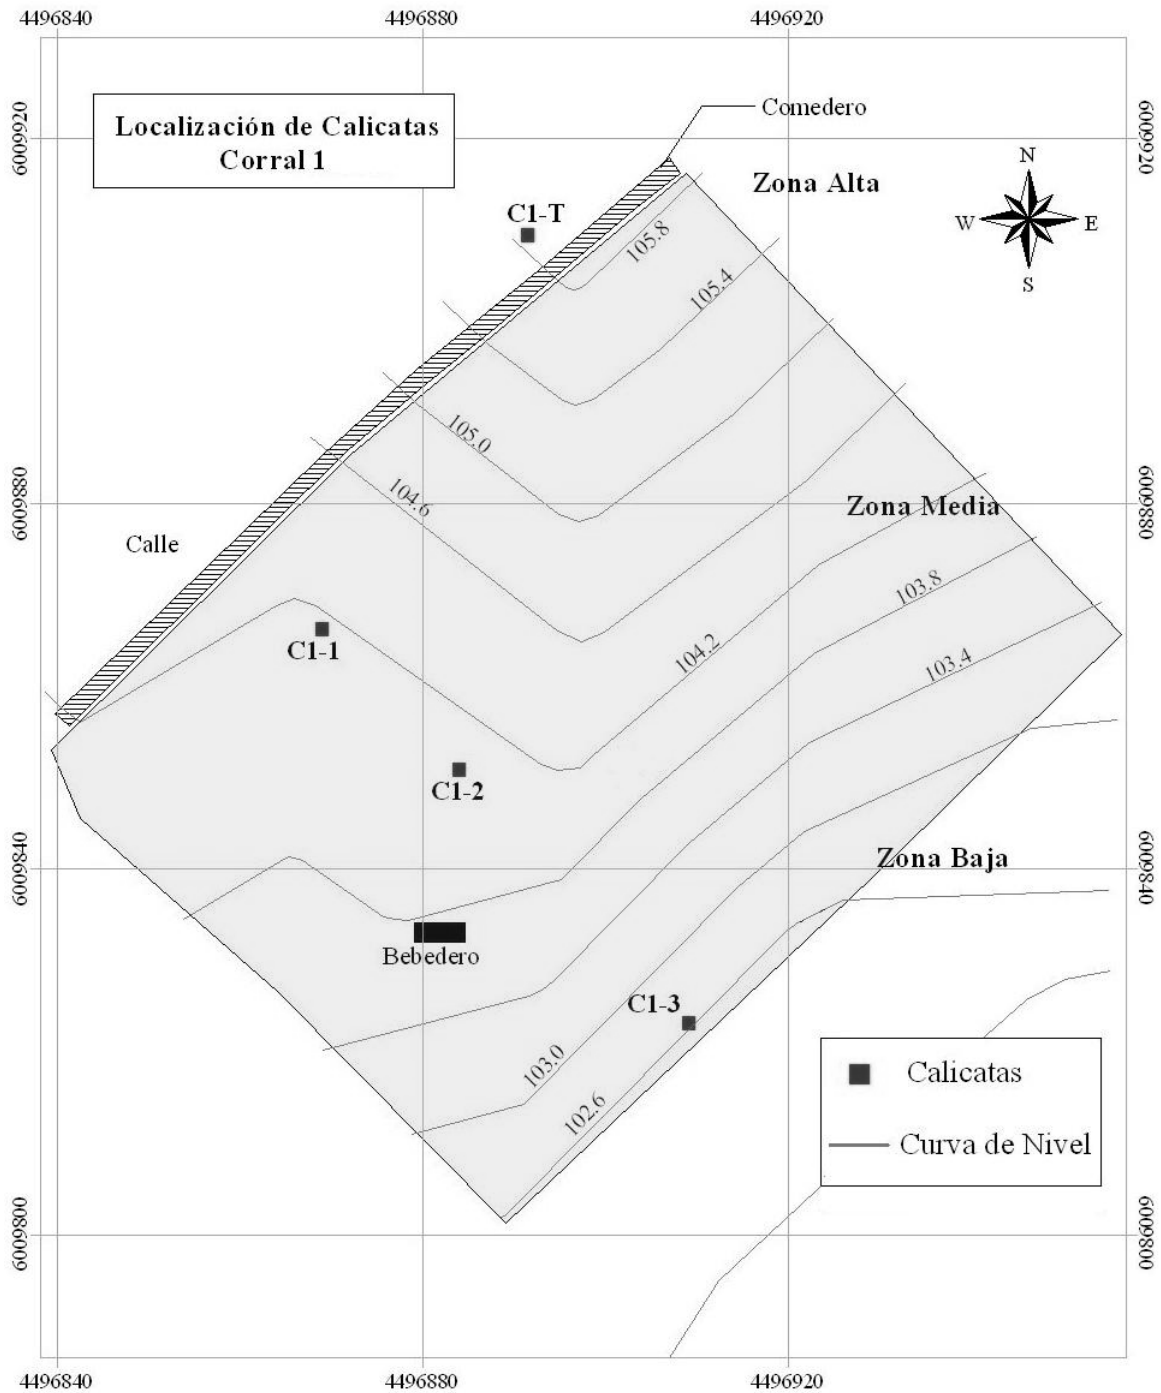 4496840 4496880 4496920
Comedero
Localización de Calicatas
Corral 1
6009920 6009920
N
W E
S
Zona Alta
C1-T
105.8
105.4
105.0
104.6
6009880 6009880
Zona Media
Calle
103.8
C1-1
104.2
103.4
C1-2
6009840 6009840
Zona Baja
Bebedero
C1-3
103.0
102.6
Calicatas
Curva de Nivel
6009800 6009800
4496840 4496880 4496920